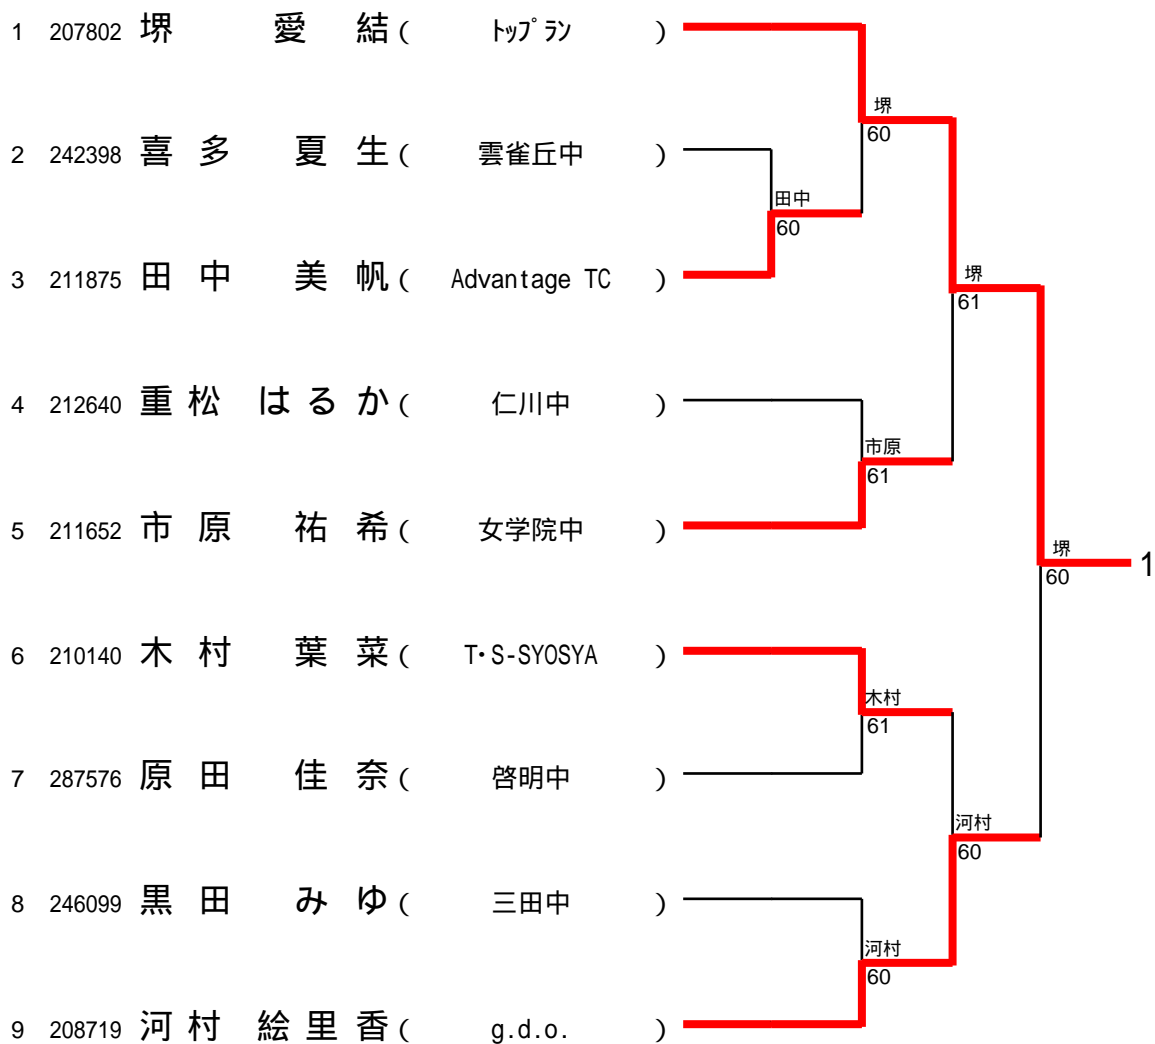 1 207802 堺 愛 結 ( トップラン )
堺
60
2 242398 喜 多 夏 生 ( 雲雀丘中 )
田中
60
3 211875 田 中 美 帆 ( Advantage TC )
堺
61
4 212640 重 松 は る か ( 仁川中 )
市原
61
5 211652 市 原 祐 希 ( 女学院中 )
堺
60
1
6 210140 木 村 葉 菜 ( T・S-SYOSYA )
木村
61
7 287576 原 田 佳 奈 ( 啓明中 )
河村
60
8 246099 黒 田 み ゆ ( 三田中 )
河村
60
9 208719 河 村 絵 里 香 ( g.d.o. )